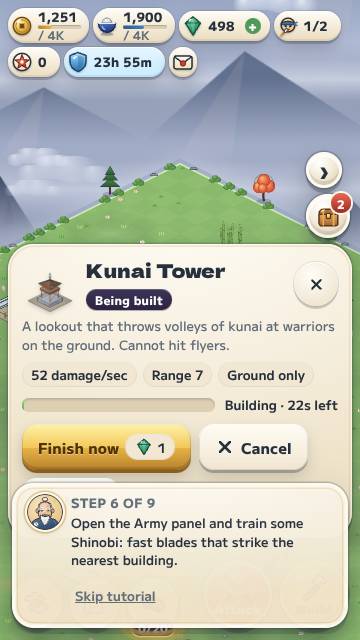 1,251
/ 4K
1,900
/ 4K
498
1/2
0
23h 55m
2
Kunai Tower
Being built
A lookout that throws volleys of kunai at warriors
on the ground. Cannot hit flyers.
52 damage/sec
Range 7
Ground only
Building · 22s left
Finish now
1
Cancel
STEP 6 OF 9
Open the Army panel and train some
Shinobi: fast blades that strike the
nearest building.
Skip tutorial